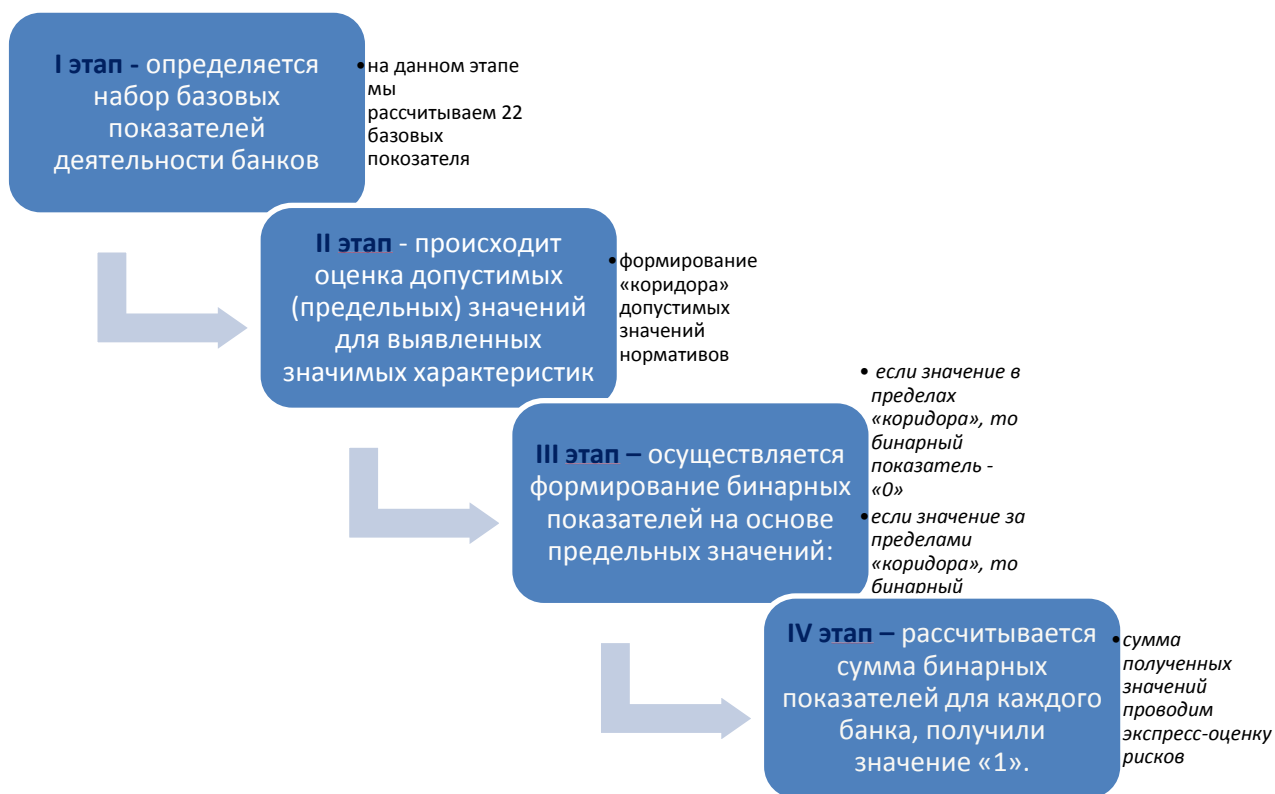 I этап - определяется
набор базовых
показателей
деятельности банков
•на данном этапе
мы
рассчитываем 22
базовых
покозателя
II этап - происходит
оценка допустимых
(предельных) значений
для выявленных
значимых характеристик
•формирование
«коридора»
допустимых
значений
нормативов
III этап – осуществляется
формирование бинарных
показателей на основе
предельных значений:
• если значение в
пределах
«коридора», то
бинарный
показатель -
«0»
•если значение за
пределами
«коридора», то
бинарный
IV этап – рассчитывается
сумма бинарных
показателей для каждого
банка, получили
значение «1».
•сумма
полученных
значений
проводим
экспресс-оценку
рисков